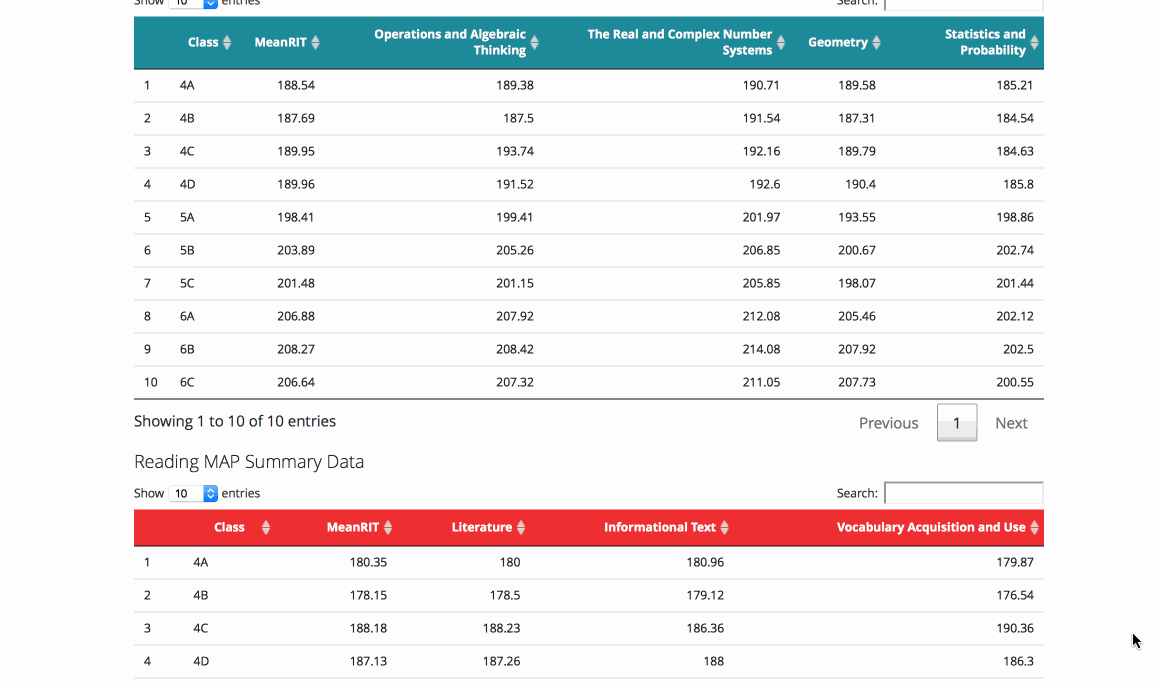 Show 10 entries Search:
Class MeanRIT Operations and Algebraic Thinking The Real and Complex Number Systems Geometry Statistics and Probability
1 4A 188.54 189.38 190.71 189.58 185.21
2 4B 187.69 187.5 191.54 187.31 184.54
3 4C 189.95 193.74 192.16 189.79 184.63
4 4D 189.96 191.52 192.6 190.4 185.8
5 5A 198.41 199.41 201.97 193.55 198.86
6 5B 203.89 205.26 206.85 200.67 202.74
7 5C 201.48 201.15 205.85 198.07 201.44
8 6A 206.88 207.92 212.08 205.46 202.12
9 6B 208.27 208.42 214.08 207.92 202.5
10 6C 206.64 207.32 211.05 207.73 200.55
Showing 1 to 10 of 10 entries Previous 1 Next
Reading MAP Summary Data
Show 10 entries Search:
Class MeanRIT Literature Informational Text Vocabulary Acquisition and Use
1 4A 180.35 180 180.96 179.87
2 4B 178.15 178.5 179.12 176.54
3 4C 188.18 188.23 186.36 190.36
4 4D 187.13 187.26 188 186.3